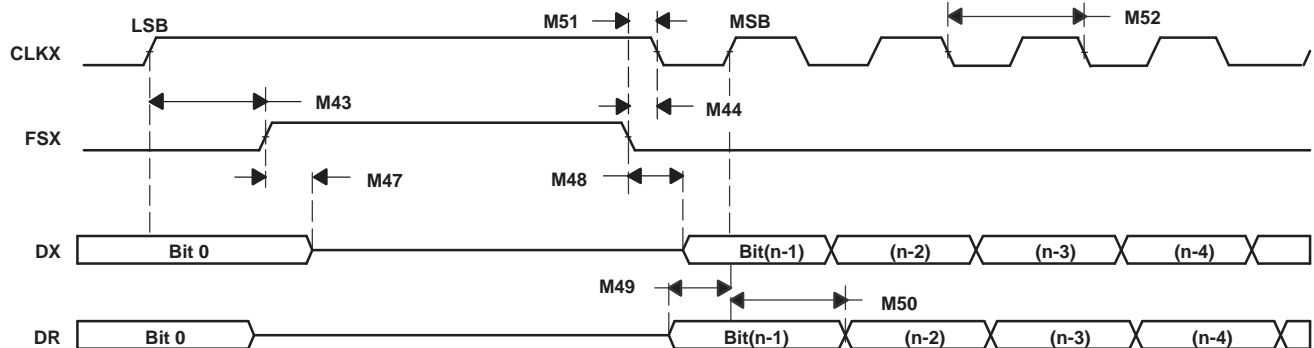 LSB M51 MSB M52
CLKX
M43 M44
FSX
M47 M48
DX Bit 0 Bit(n-1) (n-2) (n-3) (n-4)
M49 M50
DR Bit 0 Bit(n-1) (n-2) (n-3) (n-4)